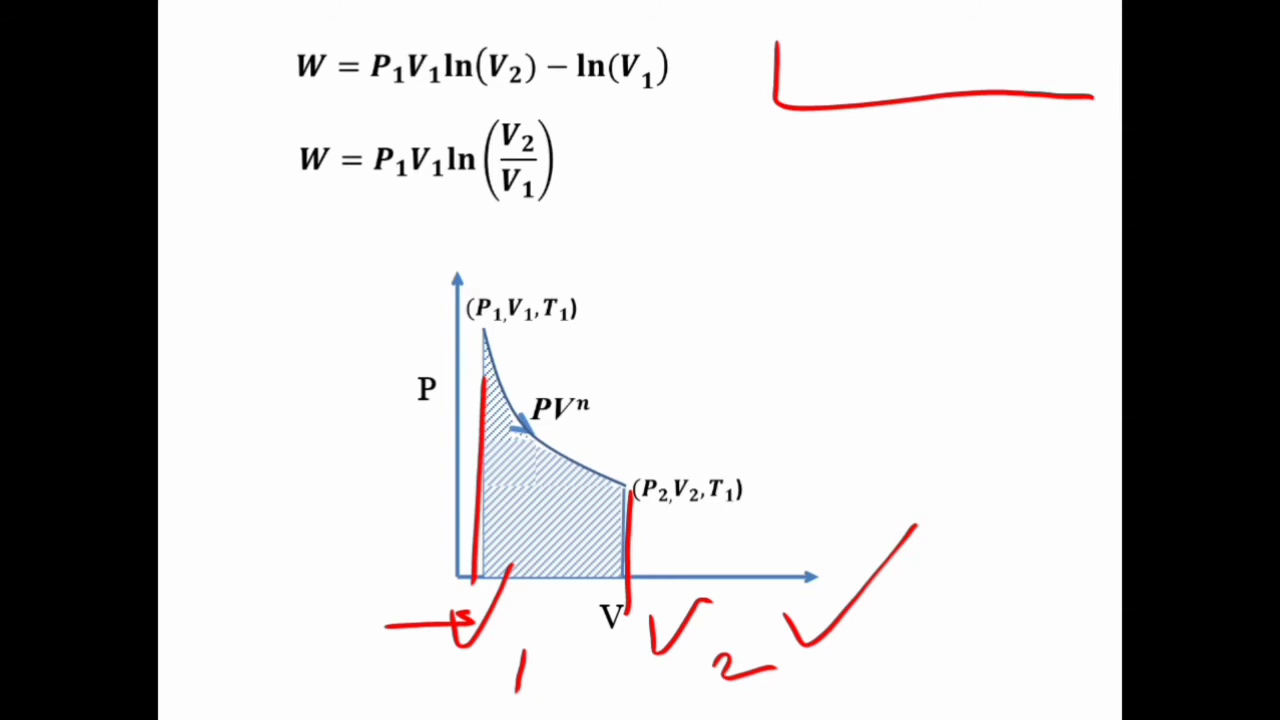 W = P₁V₁ln(V₂) − ln(V₁)
W = P₁V₁ln(V₂/V₁)
(P₁,V₁,T₁)
P
PVⁿ
(P₂,V₂,T₁)
V
V₁
V₂